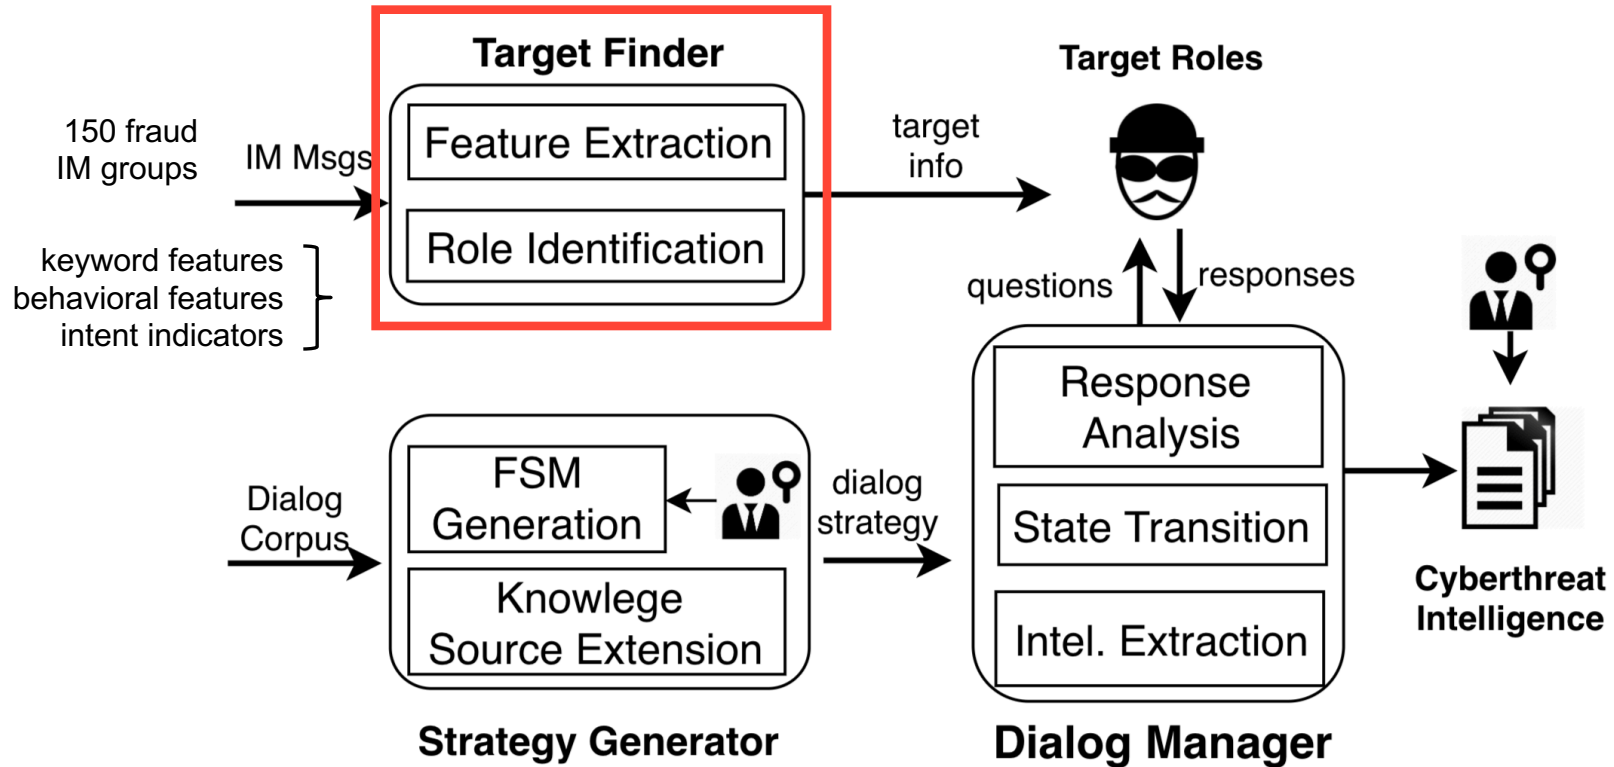 Target Finder
Target Roles
150 fraud
IM groups
IM Msgs
Feature Extraction
Role Identification
target
info
keyword features
behavioral features
intent indicators
questions
responses
Response
Analysis
State Transition
Intel. Extraction
Dialog
Corpus
FSM
Generation
Knowlege
Source Extension
dialog
strategy
Cyberthreat
Intelligence
Strategy Generator
Dialog Manager